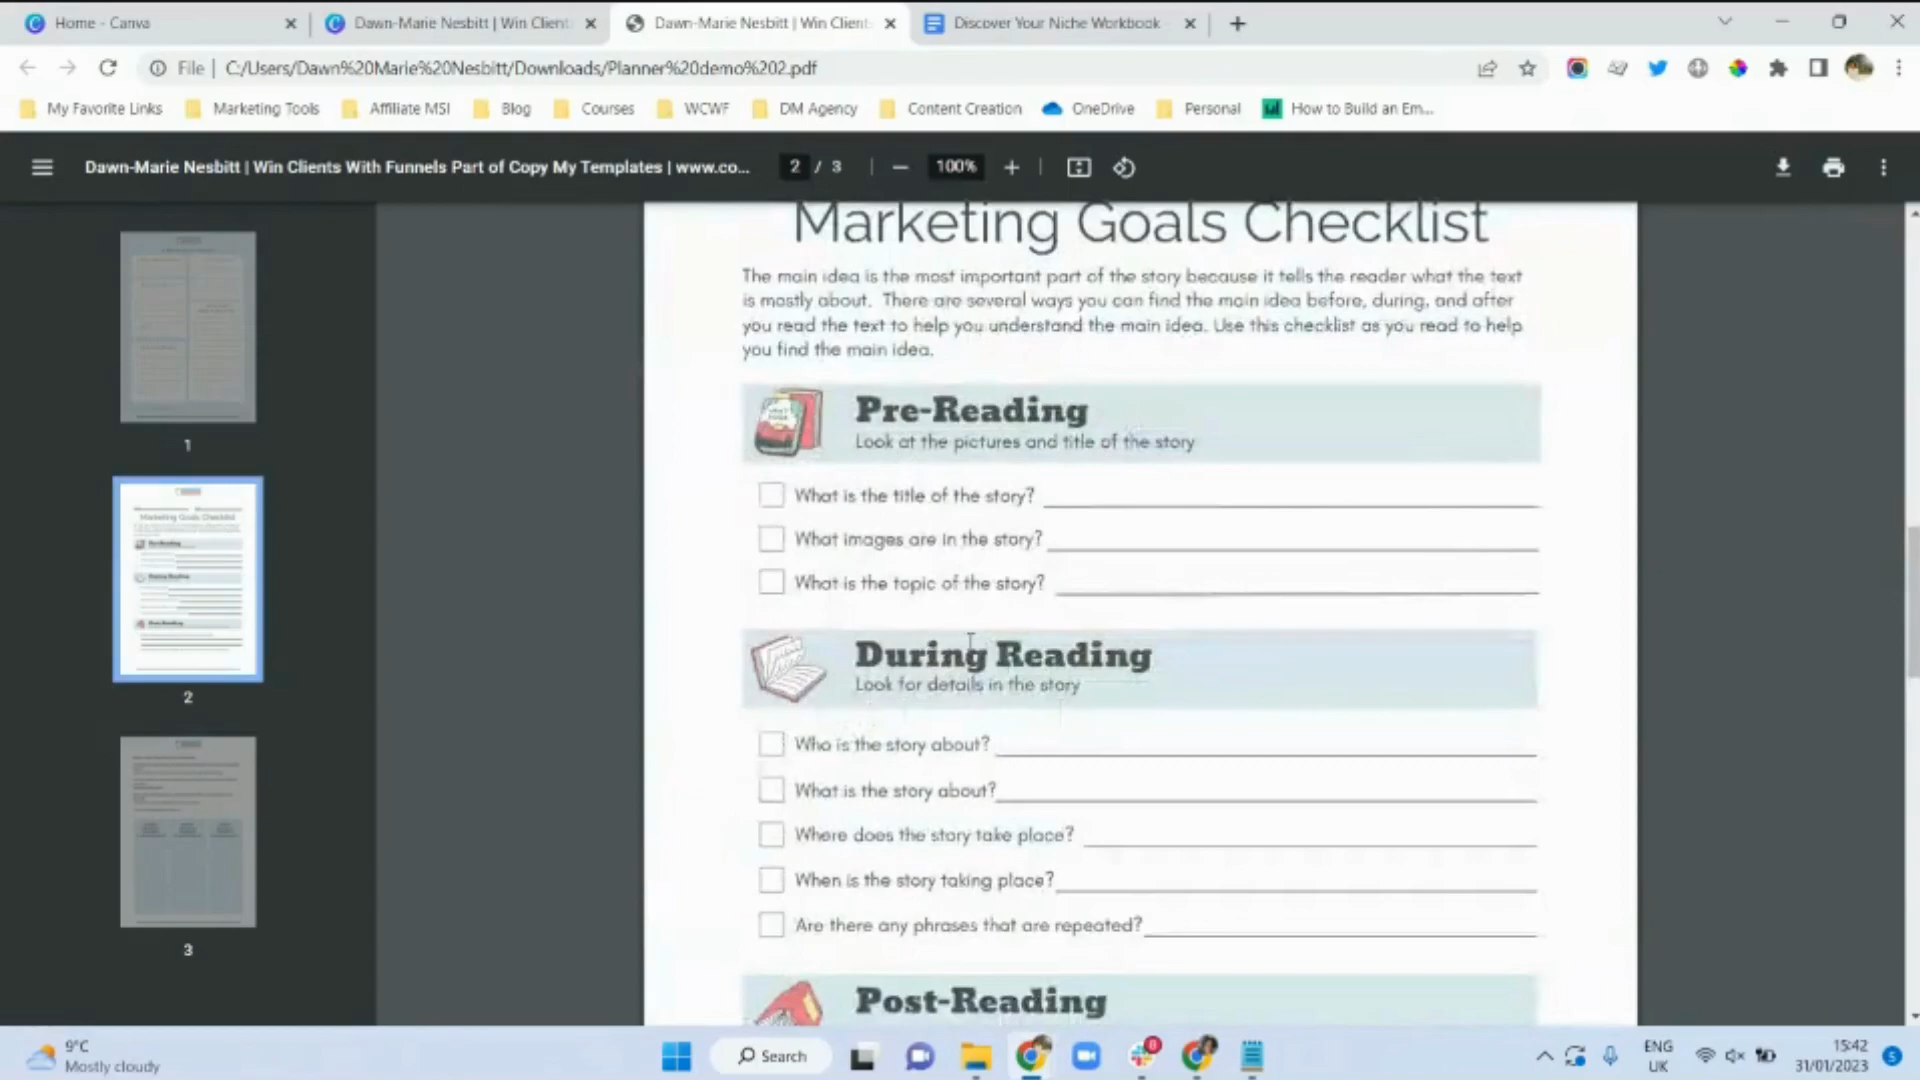 Home - Canva
Dawn-Marie Nesbitt | Win Client
Dawn-Marie Nesbitt | Win Client
Discover Your Niche Workbook
File | C:/Users/Dawn%20Marie%20Nesbitt/Downloads/Planner%20demo%202.pdf
My Favorite Links
Marketing Tools
Affiliate MSI
Blog
Courses
WCWF
DM Agency
Content Creation
OneDrive
Personal
How to Build an Em...
Dawn-Marie Nesbitt | Win Clients With Funnels Part of Copy My Templates | www.co...
2 / 3
100%
1
Marketing Goals Checklist
2
3
Marketing Goals Checklist
The main idea is the most important part of the story because it tells the reader what the text
is mostly about. There are several ways you can find the main idea before, during, and after
you read the text to help you understand the main idea. Use this checklist as you read to help
you find the main idea.
Pre-Reading
Look at the pictures and title of the story
What is the title of the story?
What images are in the story?
What is the topic of the story?
During Reading
Look for details in the story
Who is the story about?
What is the story about?
Where does the story take place?
When is the story taking place?
Are there any phrases that are repeated?
Post-Reading
9°C
Mostly cloudy
Search
8
ENG
UK
15:42
31/01/2023
5